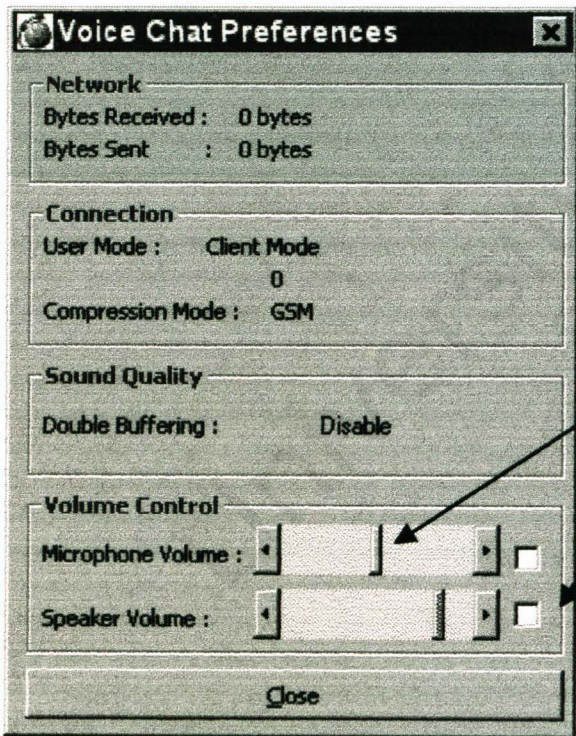 Voice Chat Preferences
Network
Bytes Received : 0 bytes
Bytes Sent : 0 bytes
Connection
User Mode : Client Mode
0
Compression Mode : GSM
Sound Quality
Double Buffering : Disable
Volume Control
Microphone Volume :
Speaker Volume :
Close